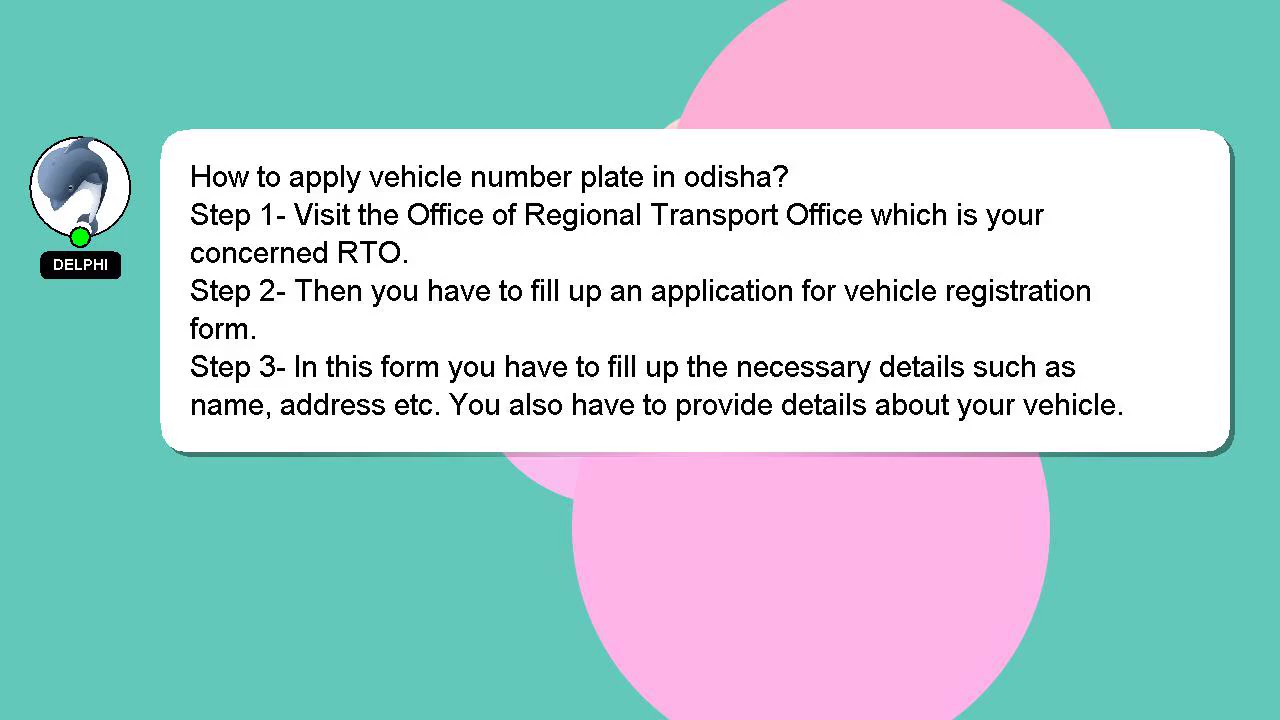 DELPHI
How to apply vehicle number plate in odisha?
Step 1- Visit the Office of Regional Transport Office which is your
concerned RTO.
Step 2- Then you have to fill up an application for vehicle registration
form.
Step 3- In this form you have to fill up the necessary details such as
name, address etc. You also have to provide details about your vehicle.